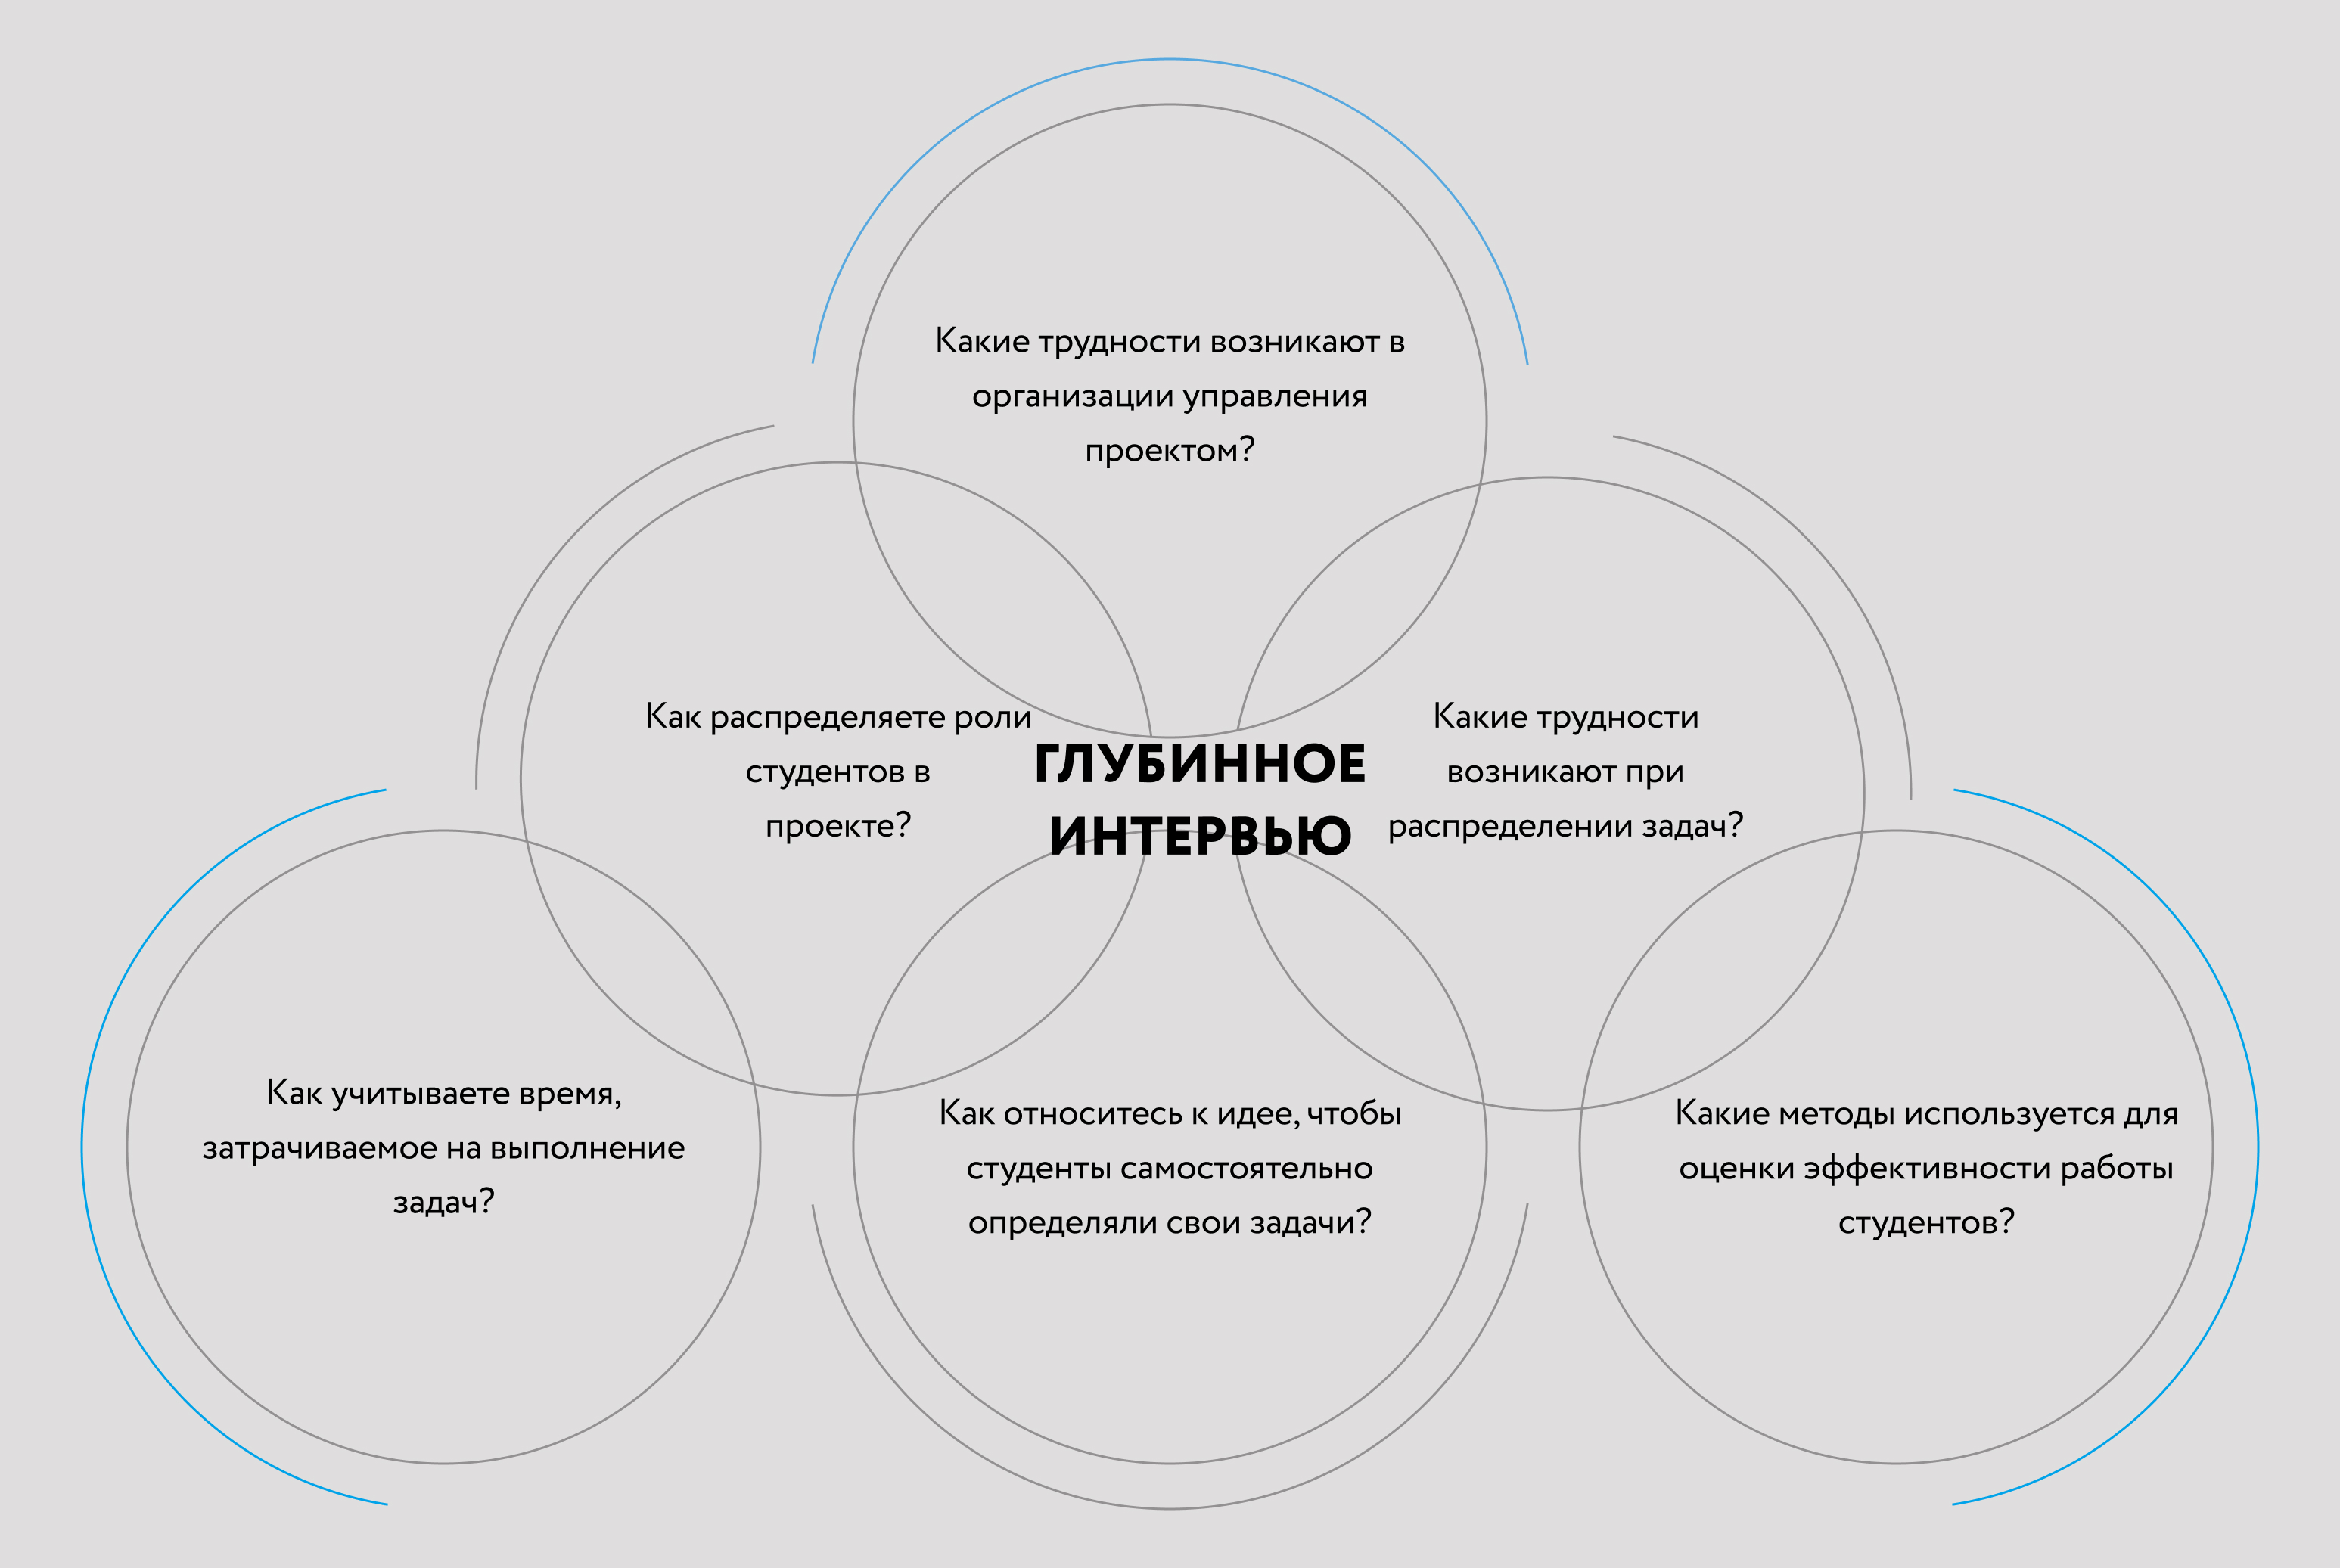 Какие трудности возникают в
организации управления
проектом?
Как распределяете роли
студентов в
проекте?
ГЛУБИННОЕ
ИНТЕРВЬЮ
Какие трудности
возникают при
распределении задач?
Как учитываете время,
затрачиваемое на выполнение
задач?
Как относитесь к идее, чтобы
студенты самостоятельно
определяли свои задачи?
Какие методы используется для
оценки эффективности работы
студентов?